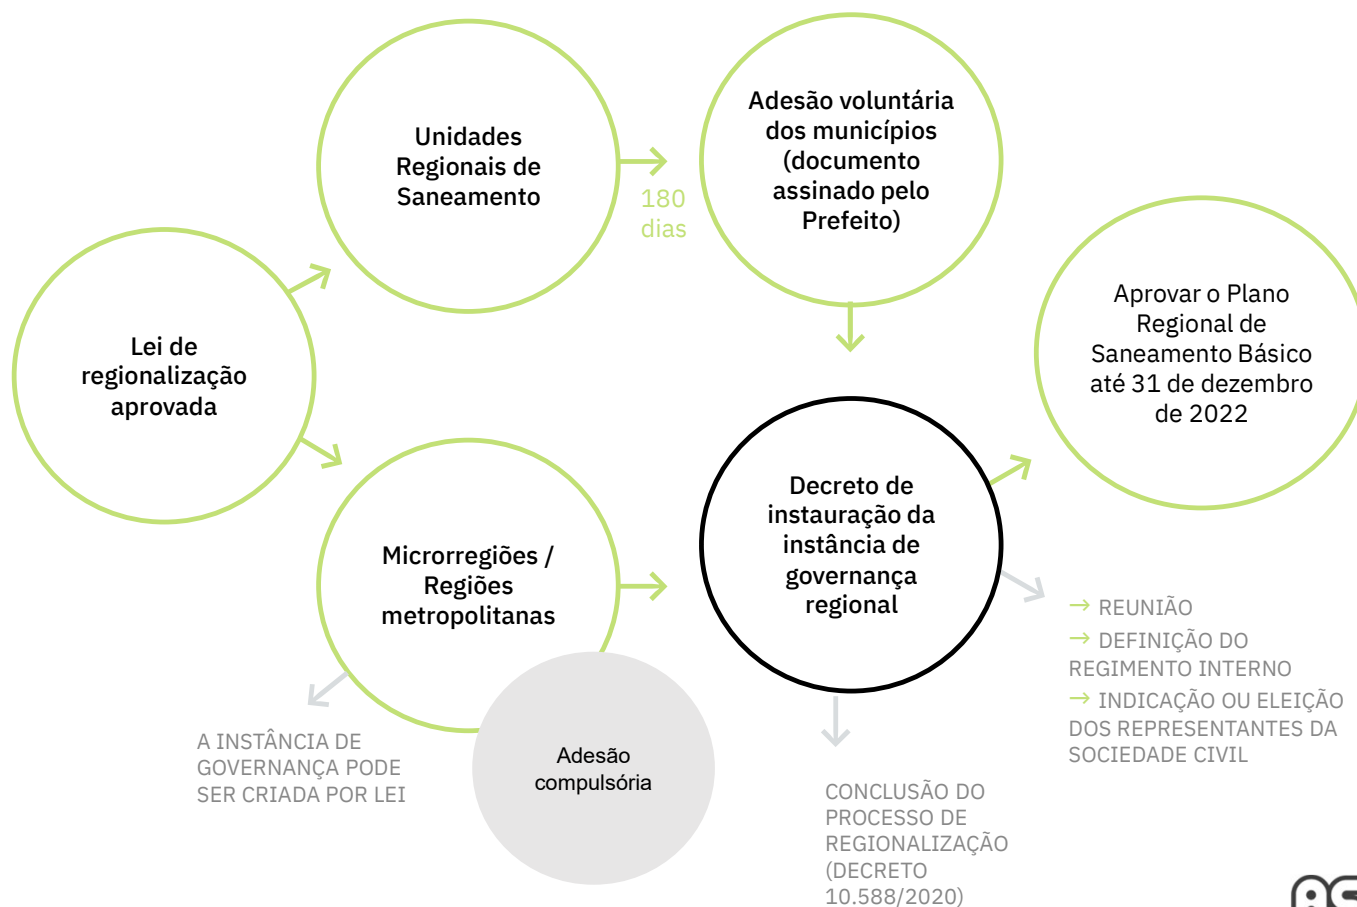 Unidades
Regionais de
Saneamento
180
dias
Adesão voluntária
dos municípios
(documento
assinado pelo
Prefeito)
Lei de
regionalização
aprovada
Aprovar o Plano
Regional de
Saneamento Básico
até 31 de dezembro
de 2022
Microrregiões /
Regiões
metropolitanas
Decreto de
instauração da
instância de
governança
regional
Adesão
compulsória
A INSTÂNCIA DE
GOVERNANÇA PODE
SER CRIADA POR LEI
→ REUNIÃO
→ DEFINIÇÃO DO
REGIMENTO INTERNO
→ INDICAÇÃO OU ELEIÇÃO
DOS REPRESENTANTES DA
SOCIEDADE CIVIL
CONCLUSÃO DO
PROCESSO DE
REGIONALIZAÇÃO
(DECRETO
10.588/2020)